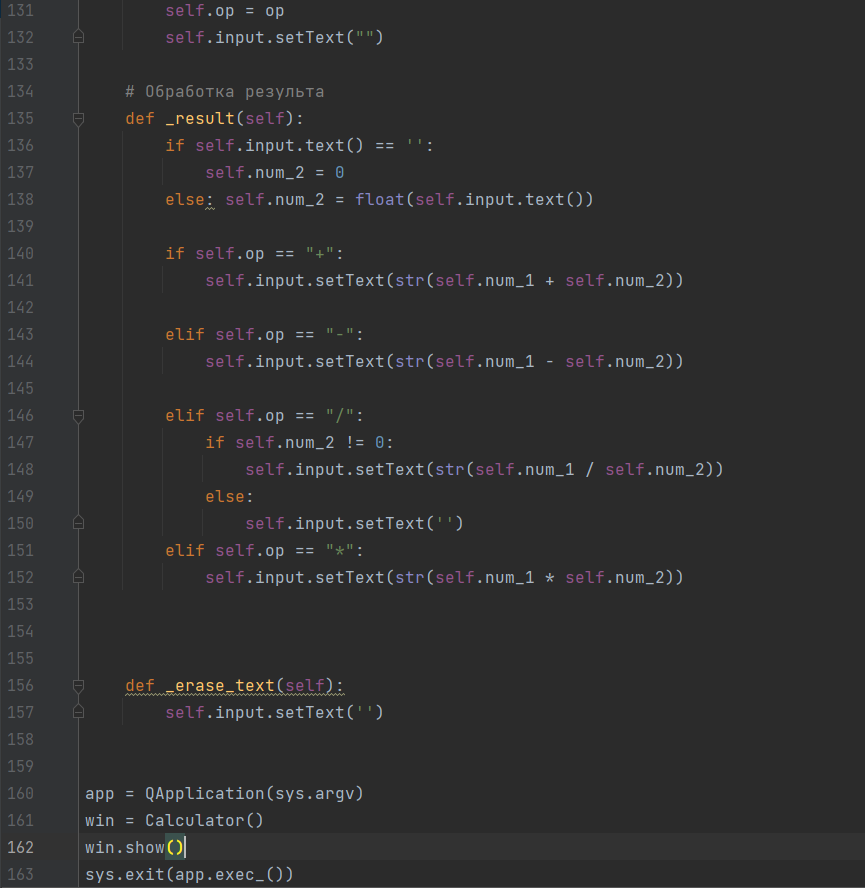 131 self.op = op
132 self.input.setText("")
133
134 # Обработка результа
135 def _result(self):
136 if self.input.text() == '':
137 self.num_2 = 0
138 else: self.num_2 = float(self.input.text())
139
140 if self.op == "+":
141 self.input.setText(str(self.num_1 + self.num_2))
142
143 elif self.op == "-":
144 self.input.setText(str(self.num_1 - self.num_2))
145
146 elif self.op == "/":
147 if self.num_2 != 0:
148 self.input.setText(str(self.num_1 / self.num_2))
149 else:
150 self.input.setText('')
151 elif self.op == "*":
152 self.input.setText(str(self.num_1 * self.num_2))
153
154
155
156 def _erase_text(self):
157 self.input.setText('')
158
159
160 app = QApplication(sys.argv)
161 win = Calculator()
162 win.show()
163 sys.exit(app.exec_())